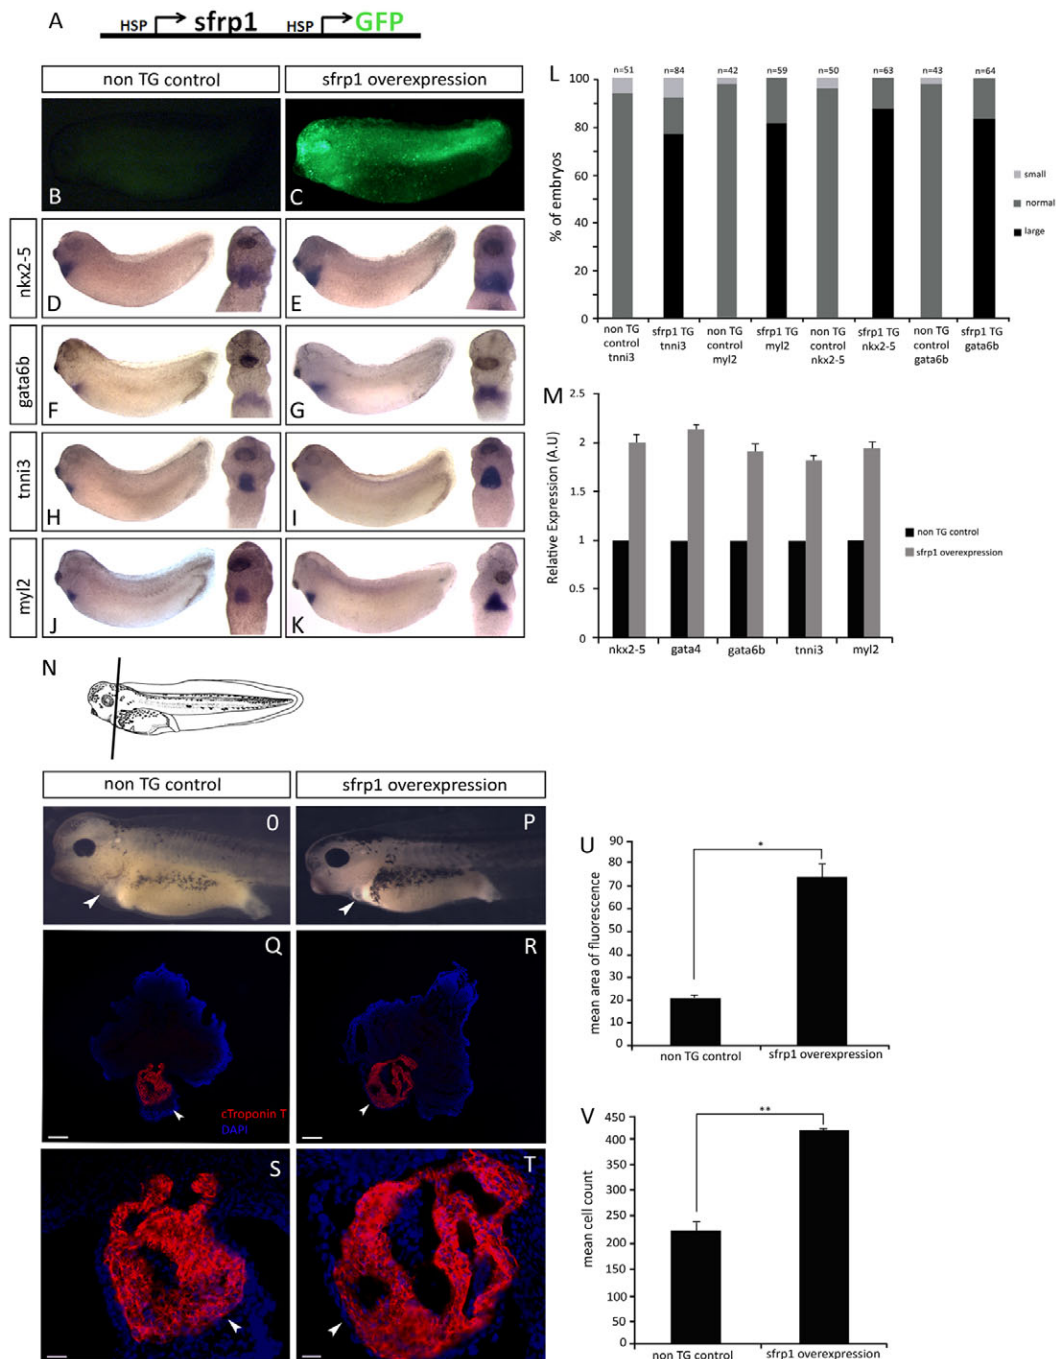 A HSP sfrp1 HSP GFP
non TG control sfrp1 overexpression
B C
nkx2-5 D E
gata6b F G
tnni3 H I
myl2 J K
L
n=51 n=84 n=42 n=59 n=50 n=63 n=43 n=64
% of embryos
100
80
60
40
20
0
small
normal
large
non TG control tnni3
sfrp1 TG tnni3
non TG control myl2
sfrp1 TG myl2
non TG control nkx2-5
sfrp1 TG nkx2-5
non TG control gata6b
sfrp1 TG gata6b
M
Relative Expression (A.U)
2.5
2
1.5
1
0.5
0
non TG control
sfrp1 overexpression
nkx2-5 gata4 gata6b tnni3 myl2
N
non TG control sfrp1 overexpression
O P
Q R
cTroponin T
DAPI
S T
U
mean area of fluorescence
90
80
70
60
50
40
30
20
10
0
*
non TG control sfrp1 overexpression
V
mean cell count
450
400
350
300
250
200
150
100
50
0
**
non TG control sfrp1 overexpression